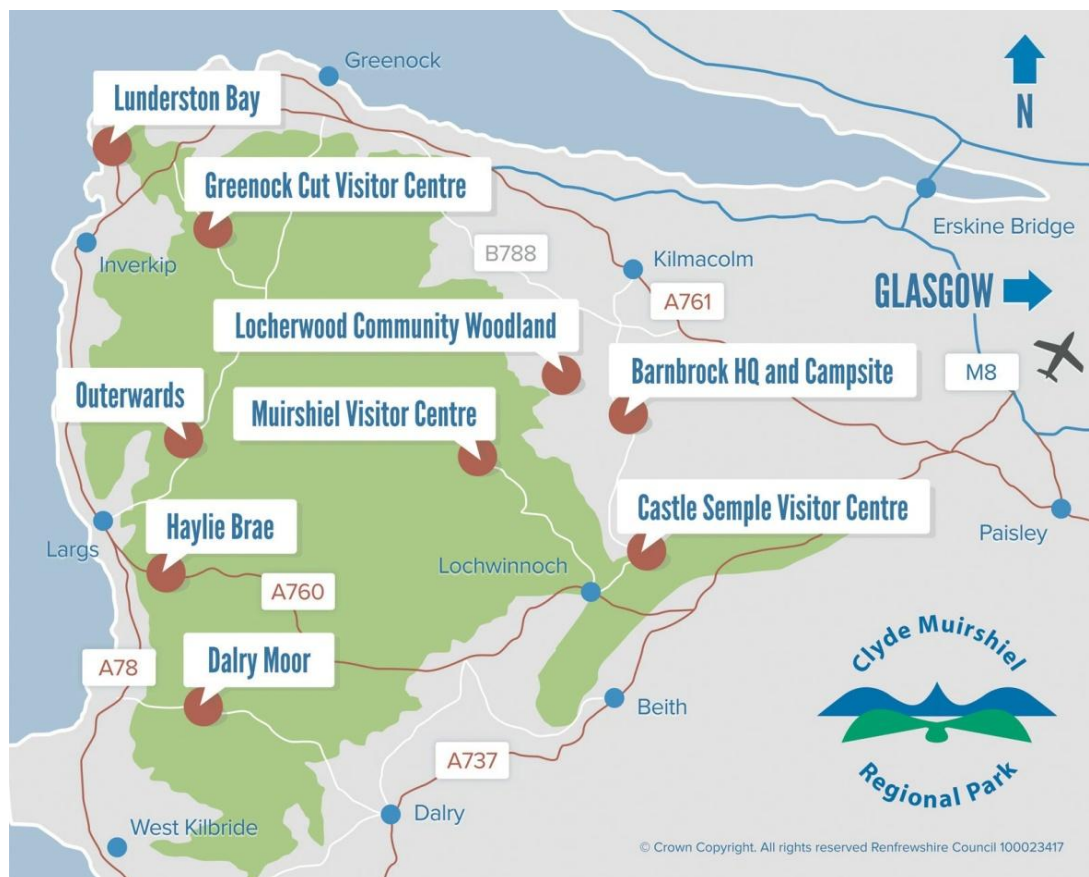 Greenock
Lunderston Bay
N
Greenock Cut Visitor Centre
Erskine Bridge
Inverkip
B788
Kilmacolm
GLASGOW
A761
Locherwood Community Woodland
Barnbrock HQ and Campsite
M8
Outerwards
Muirshiel Visitor Centre
Castle Semple Visitor Centre
Haylie Brae
Largs
Paisley
Lochwinnoch
A760
Dalry Moor
A78
Clyde Muirshiel
Regional Park
Beith
A737
Dalry
West Kilbride
© Crown Copyright. All rights reserved Renfrewshire Council 100023417